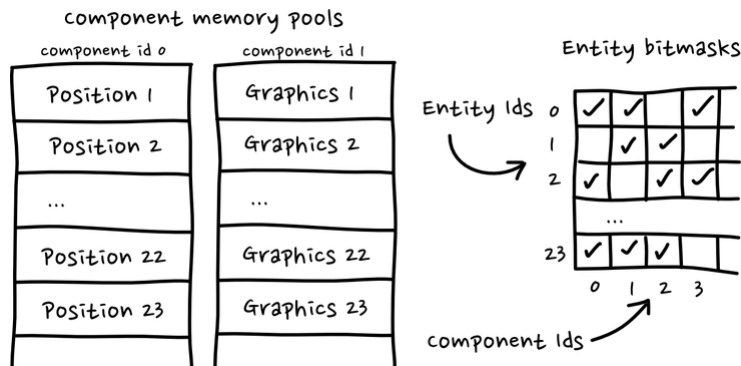 Component memory pools
component id 0
component id 1
Position 1
Position 2
...
Position 22
Position 23
Graphics 1
Graphics 2
...
Graphics 22
Graphics 23
Entity bitmasks
Entity Ids
0 ✓ ✓ ✓
1 ✓ ✓
2 ✓ ✓ ✓
...
23 ✓ ✓ ✓
0 1 2 3
Component Ids